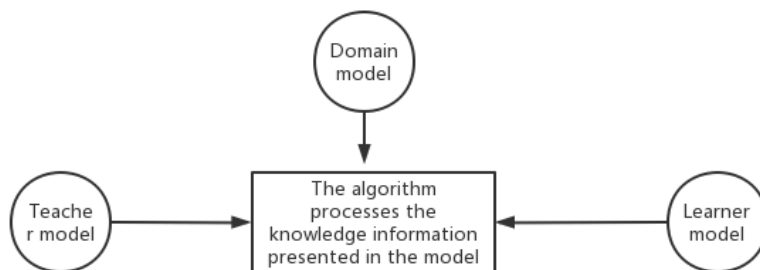 Domain
model
Teache
r model
The algorithm
processes the
knowledge information
presented in the model
Learner
model